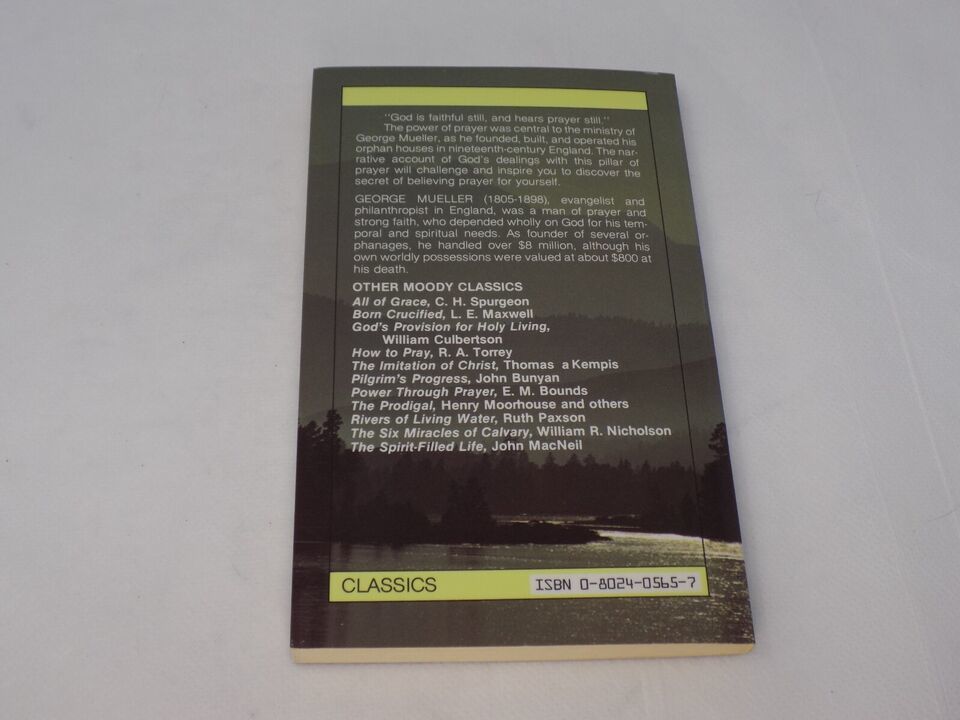 "God is faithful still, and hears prayer still."
The power of prayer was central to the ministry of
George Mueller, as he founded, built, and operated his
orphan houses in nineteenth-century England. The nar-
rative account of God's dealings with this pillar of
prayer will challenge and inspire you to discover the
secret of believing prayer for yourself.
GEORGE MUELLER (1805-1898), evangelist and
philanthropist in England, was a man of prayer and
strong faith, who depended wholly on God for his tem-
poral and spiritual needs. As founder of several or-
phanages, he handled over $8 million, although his
own worldly possessions were valued at about $800 at
his death.
OTHER MOODY CLASSICS
All of Grace, C. H. Spurgeon
Born Crucified, L. E. Maxwell
God's Provision for Holy Living,
William Culbertson
How to Pray, R. A. Torrey
The Imitation of Christ, Thomas a Kempis
Pilgrim's Progress, John Bunyan
Power Through Prayer, E. M. Bounds
The Prodigal, Henry Moorhouse and others
Rivers of Living Water, Ruth Paxson
The Six Miracles of Calvary, William R. Nicholson
The Spirit-Filled Life, John MacNeil
CLASSICS ISBN 0-8024-0565-7